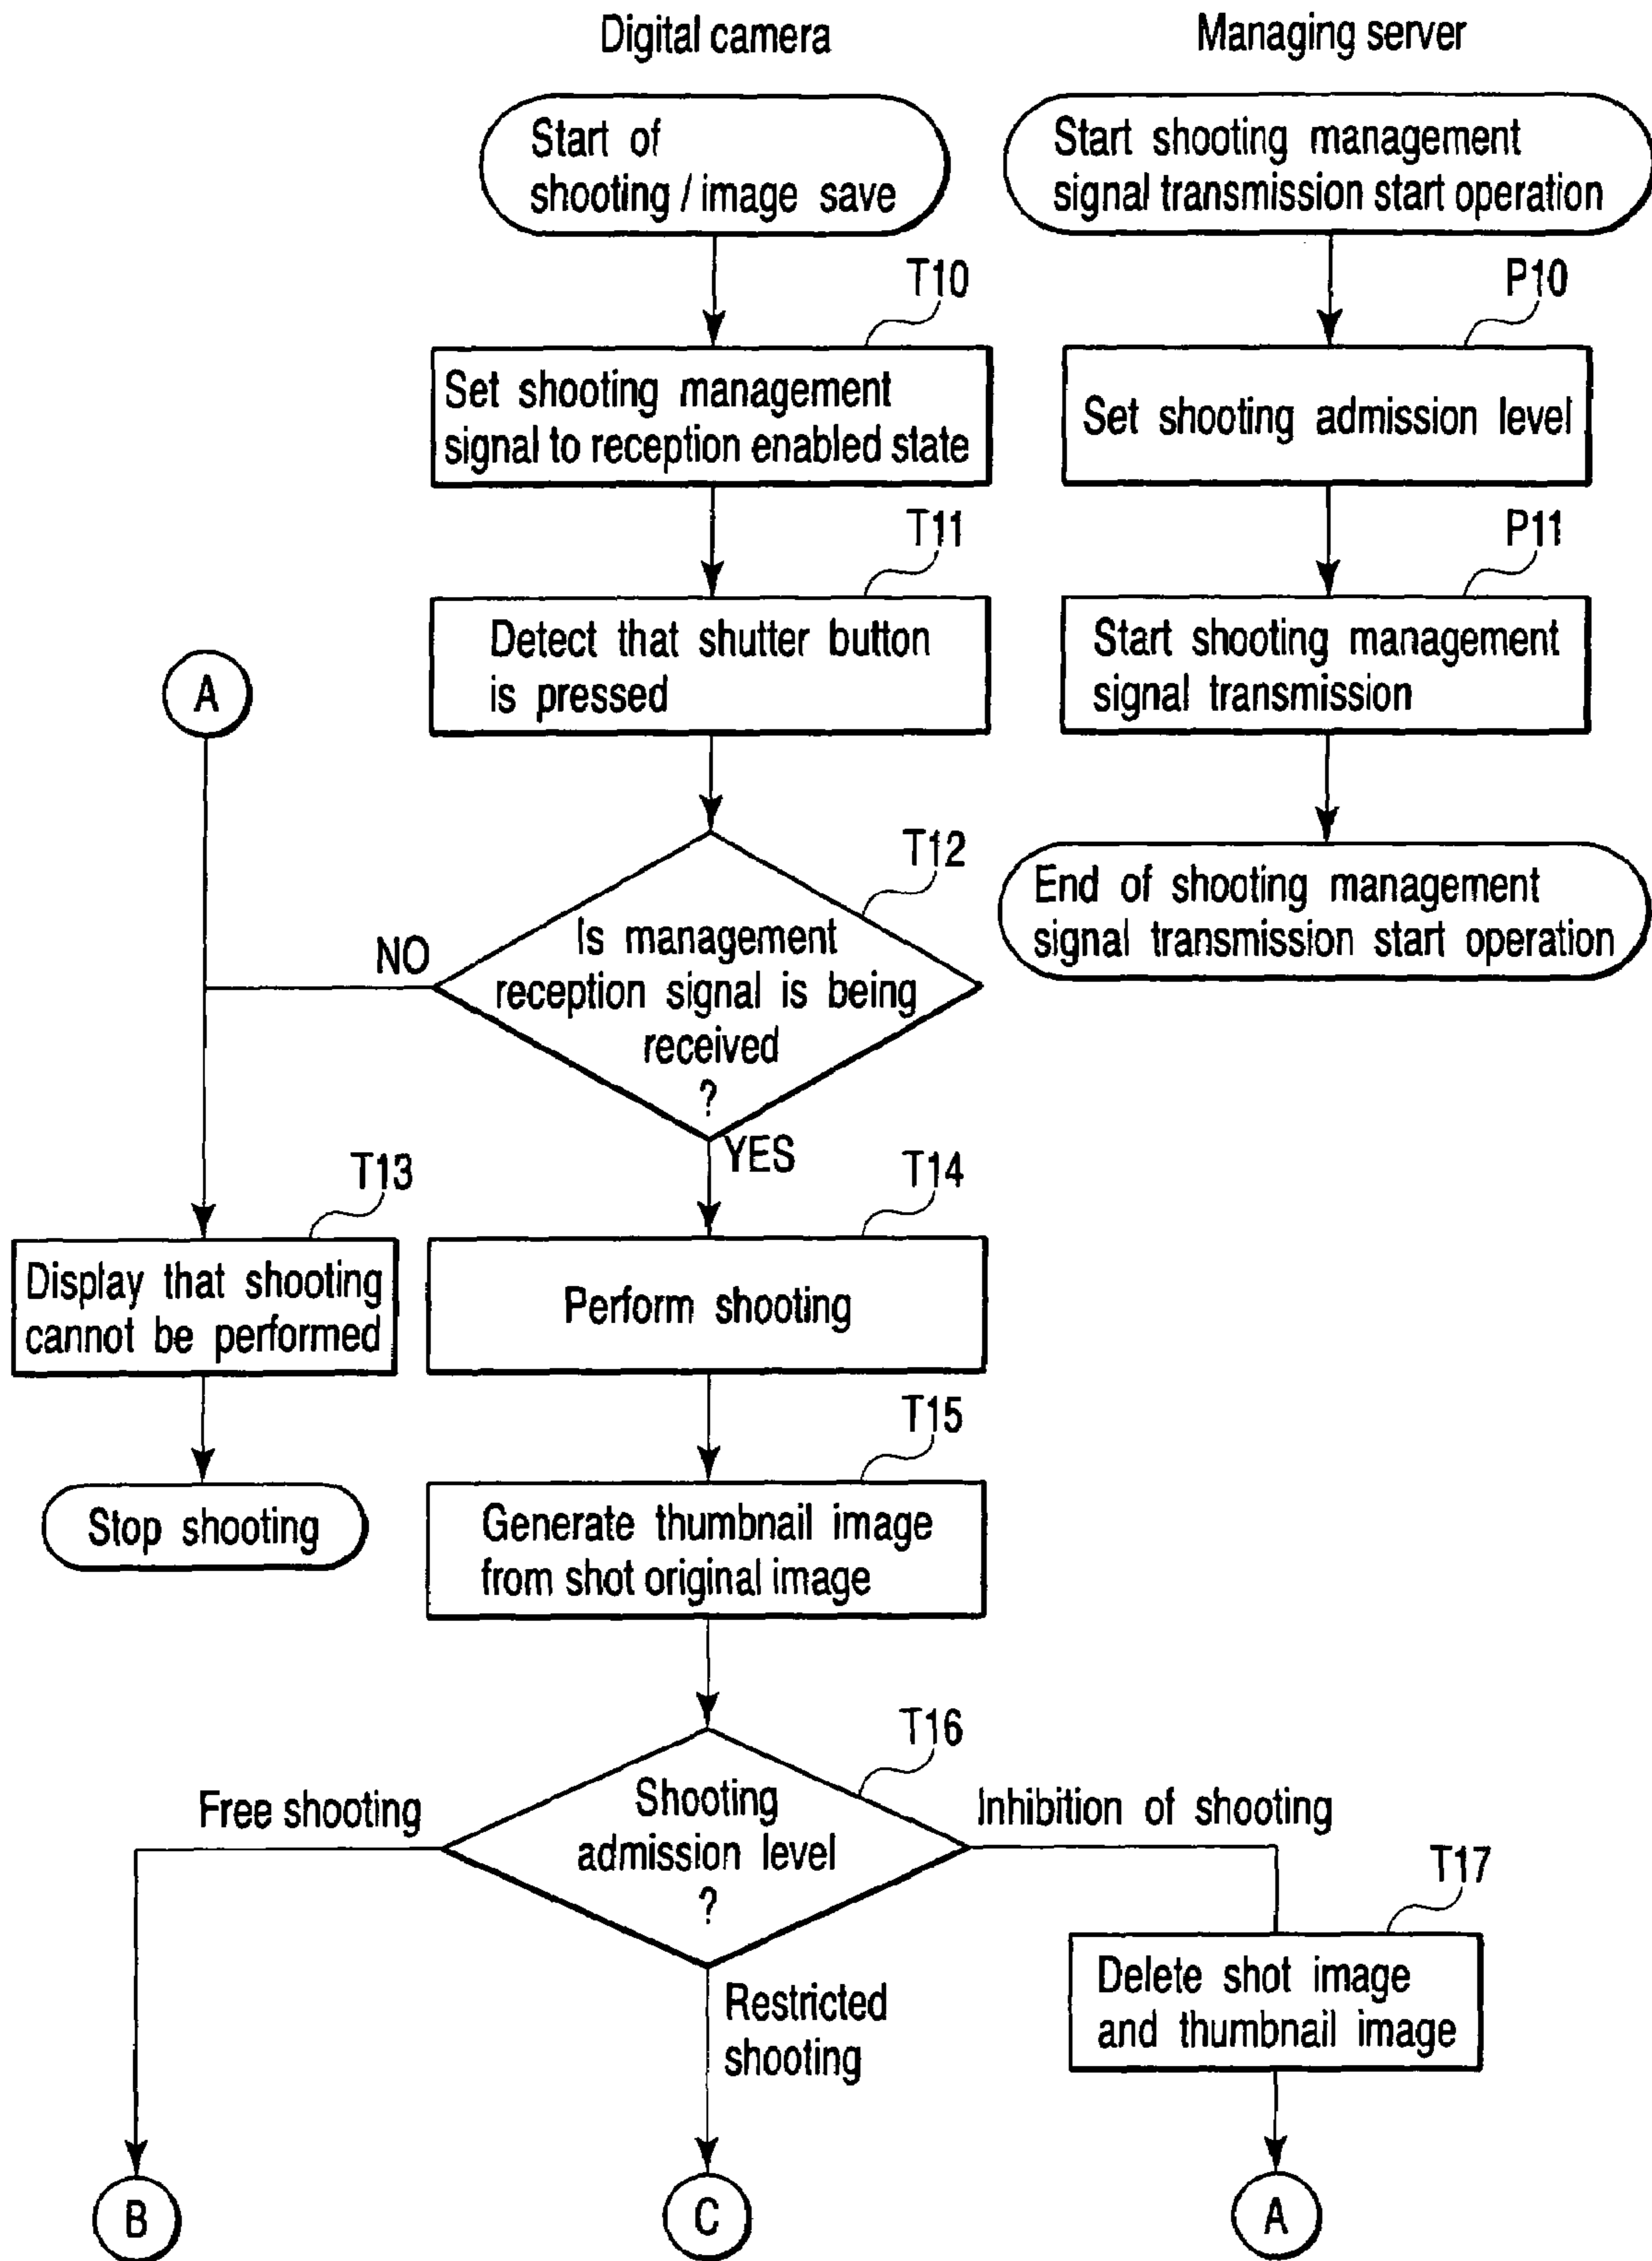 Digital camera
Managing server
Start of
shooting / image save
Start shooting management
signal transmission start operation
T10
P10
Set shooting management
signal to reception enabled state
Set shooting admission level
T11
P11
Detect that shutter button
is pressed
Start shooting management
signal transmission
A
T12
End of shooting management
signal transmission start operation
Is management
reception signal is being
received
?
NO
YES
T13
T14
Display that shooting
cannot be performed
Perform shooting
T15
Stop shooting
Generate thumbnail image
from shot original image
T16
Free shooting
Shooting
admission level
?
Inhibition of shooting
T17
Restricted
shooting
Delete shot image
and thumbnail image
B
C
A